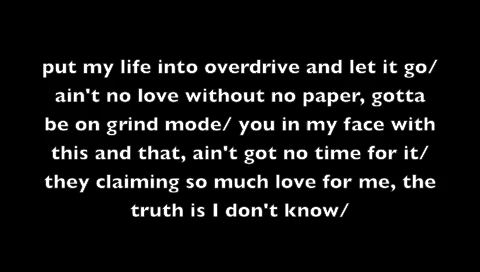 put my life into overdrive and let it go/
ain't no love without no paper, gotta
be on grind mode/ you in my face with
this and that, ain't got no time for it/
they claiming so much love for me, the
truth is I don't know/